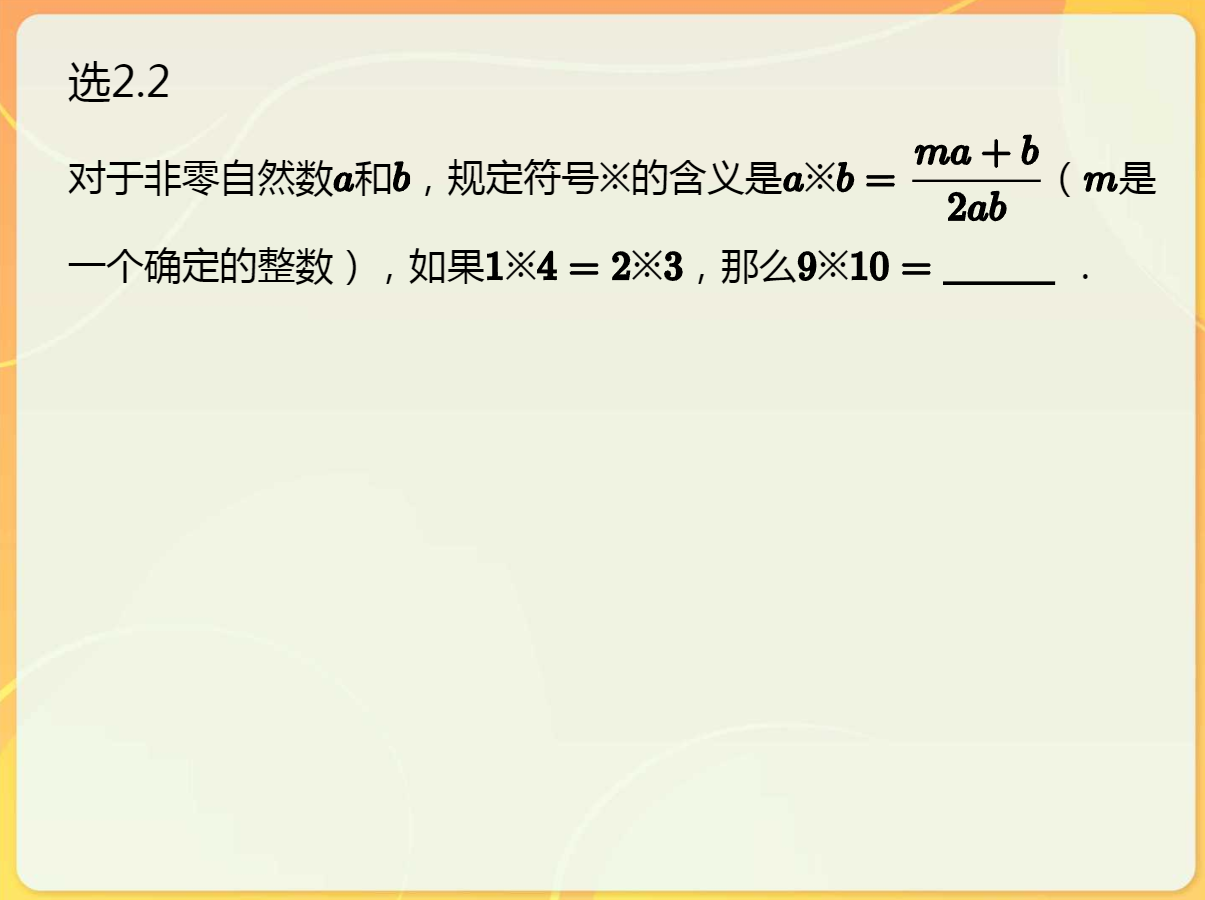 选2.2
对于非零自然数a和b，规定符号※的含义是a※b = \frac{ma + b}{2ab}（m是
一个确定的整数），如果1※4 = 2※3，那么9※10 = ______ .